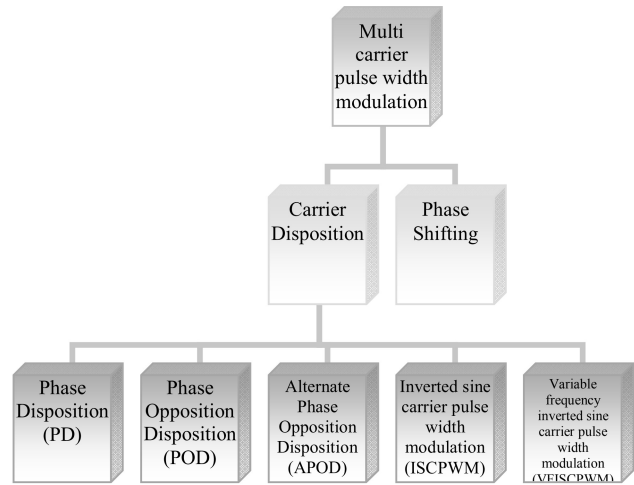 Multi
carrier
pulse width
modulation
Carrier
Disposition
Phase
Shifting
Phase
Disposition
(PD)
Phase
Opposition
Disposition
(POD)
Alternate
Phase
Opposition
Disposition
(APOD)
Inverted sine
carrier pulse
width
modulation
(ISCPWM)
Variable
frequency
inverted sine
carrier pulse
width
modulation
(VFISCPWM)